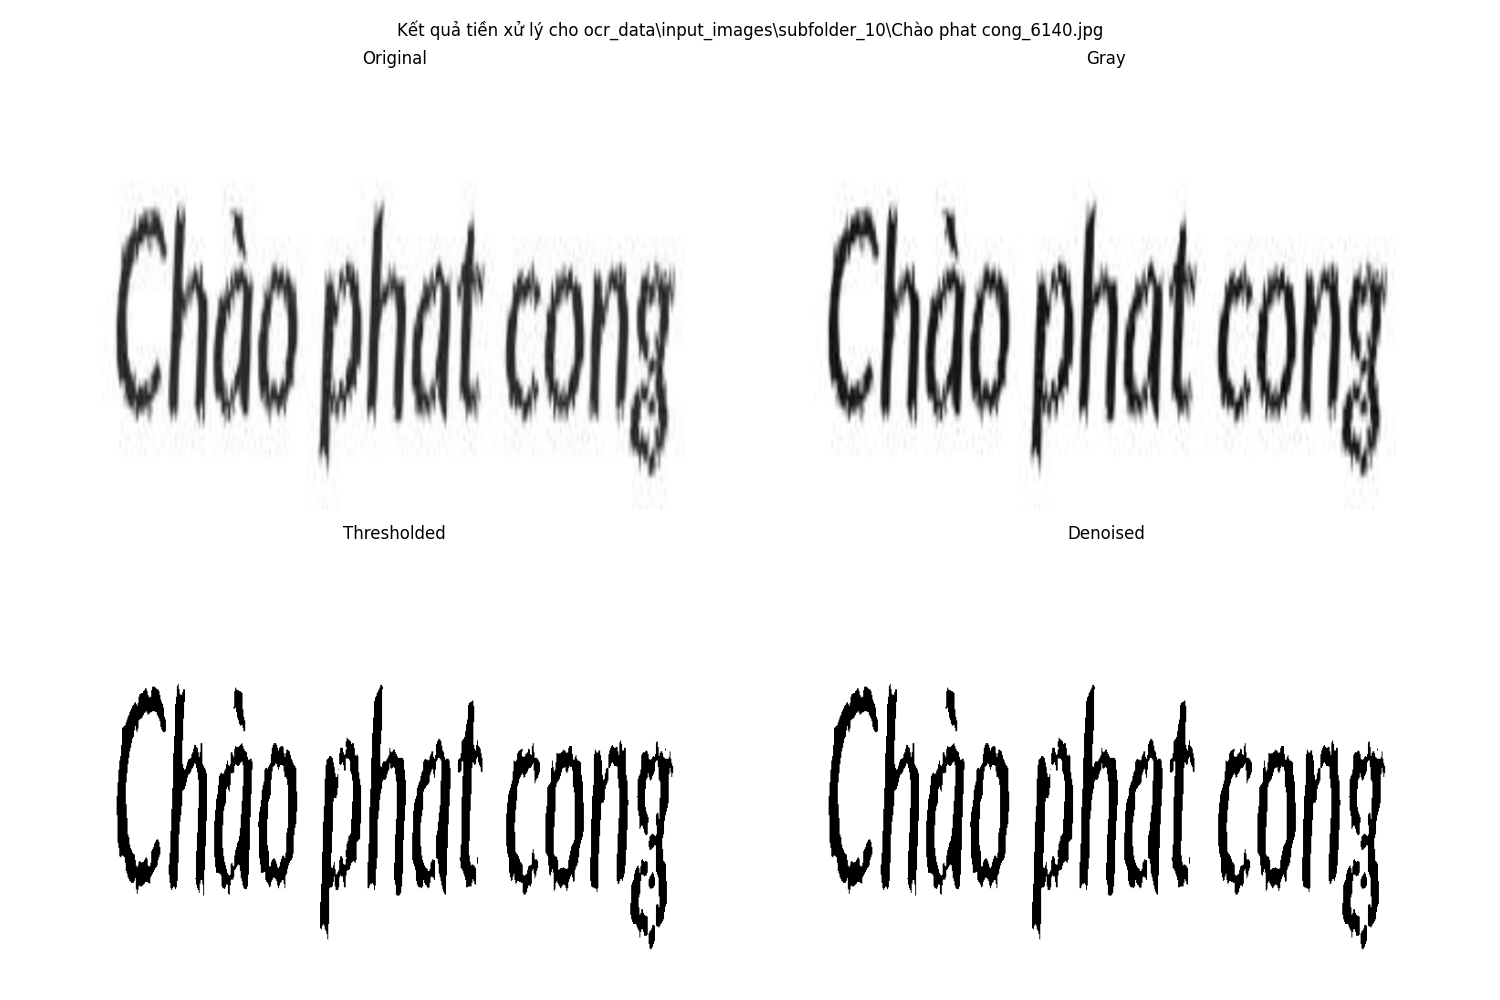 Kết quả tiền xử lý cho ocr_data\input_images\subfolder_10\Chào phat cong_6140.jpg
Original
Gray
Chào phat cong
Chào phat cong
Thresholded
Denoised
Chào phat cong
Chào phat cong